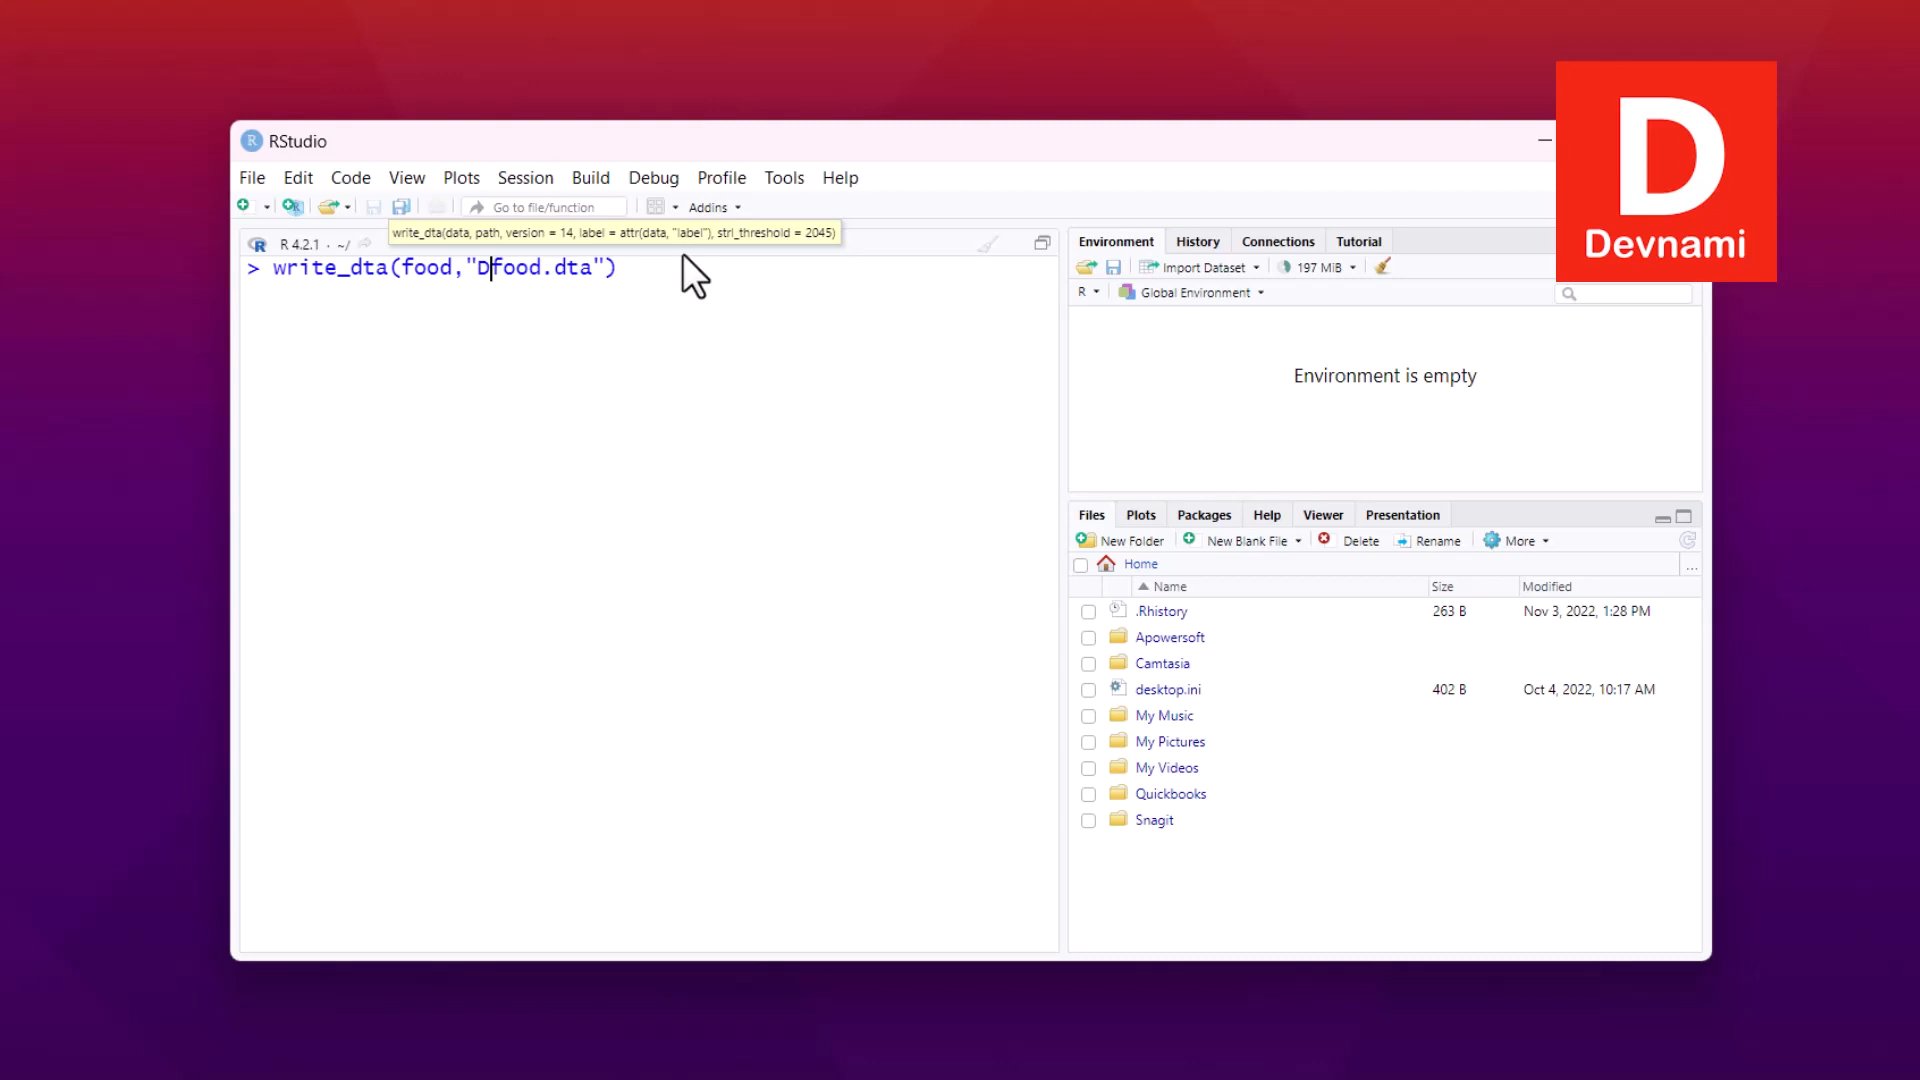 D
Devnami
R RStudio
File Edit Code View Plots Session Build Debug Profile Tools Help
Go to file/function Addins
write_dta(data, path, version = 14, label = attr(data, "label"), strl_threshold = 2045)
R R 4.2.1 · ~/
> write_dta(food,"Dfood.dta")
Environment History Connections Tutorial
Import Dataset 197 MiB
R Global Environment
Environment is empty
Files Plots Packages Help Viewer Presentation
New Folder New Blank File Delete Rename More
Home ...
Name Size Modified
.Rhistory 263 B Nov 3, 2022, 1:28 PM
Apowersoft
Camtasia
desktop.ini 402 B Oct 4, 2022, 10:17 AM
My Music
My Pictures
My Videos
Quickbooks
Snagit